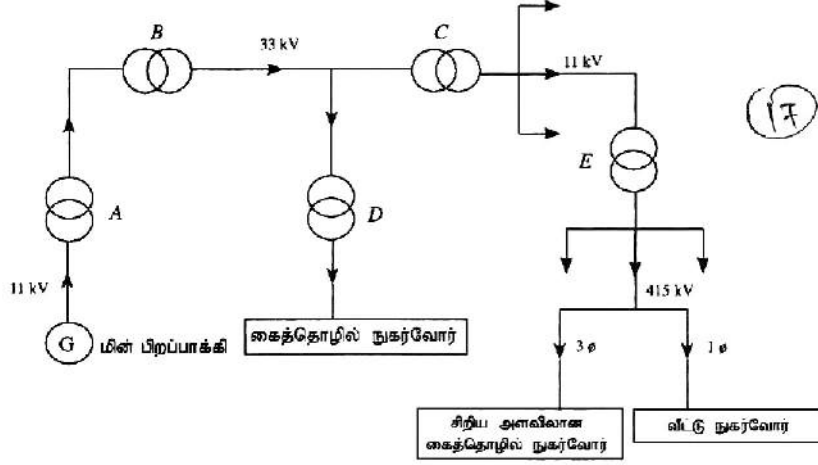 B
33 kV
C
11 kV
17
E
A
D
11 kV
G மின் பிறப்பாக்கி
கைத்தொழில் நுகர்வோர்
415 kV
3 ø
1 ø
சிறிய அளவிலான
கைத்தொழில் நுகர்வோர்
வீட்டு நுகர்வோர்